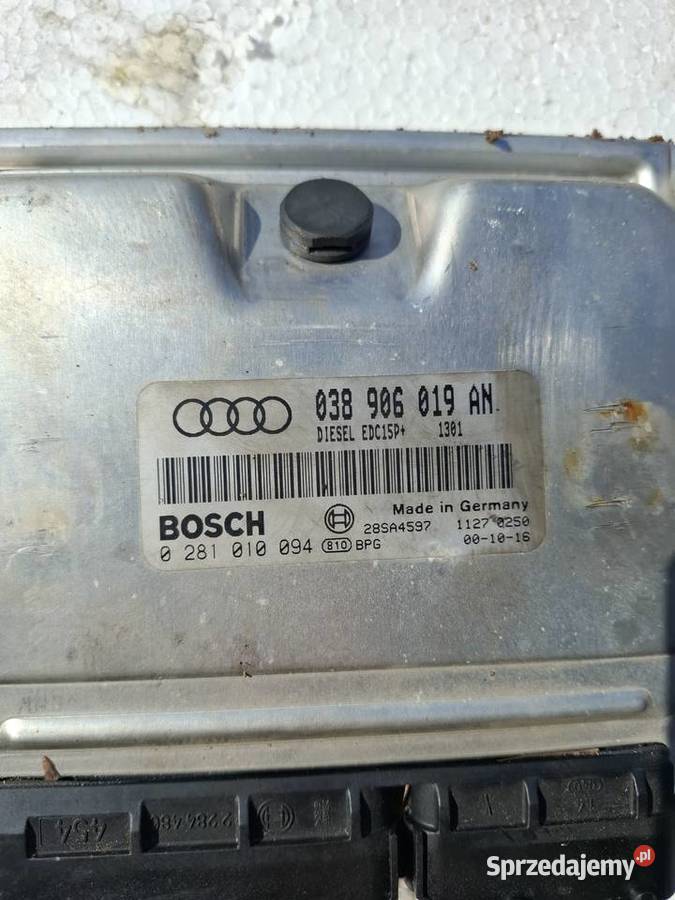 038 906 019 AN
DIESEL EDC15P+ 1301
BOSCH
Made in Germany
28SA4597 1127 0250
0 281 010 094 810 BPG 00-10-16
454
Sprzedajemy.pl